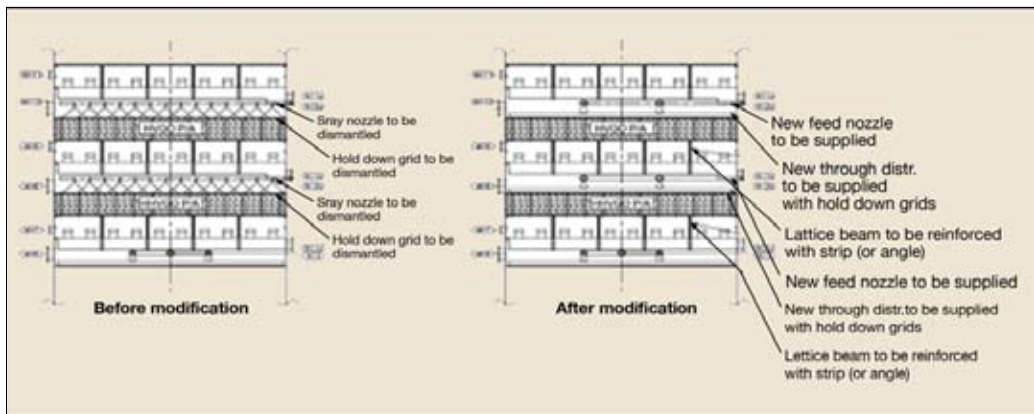 Sray nozzle to be
dismantled
Hold down grid to be
dismantled
Sray nozzle to be
dismantled
Hold down grid to be
dismantled
Before modification
New feed nozzle
to be supplied
New through distr.
to be supplied
with hold down grids
Lattice beam to be reinforced
with strip (or angle)
New feed nozzle to be supplied
New through distr.to be supplied
with hold down grids
Lattice beam to be reinforced
with strip (or angle)
After modification